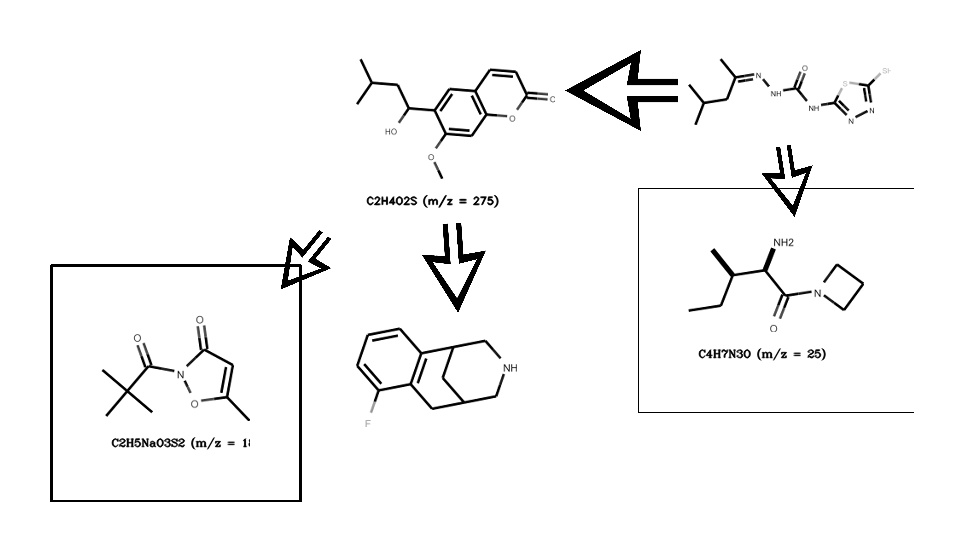 O
HO
O
O
C2H4O2S (m/z = 275)
N
NH
O
NH
S
N
N
NH2
N
O
C4H7N3O (m/z = 25)
O
O
N
O
C2H5NaO3S2 (m/z =
NH
F